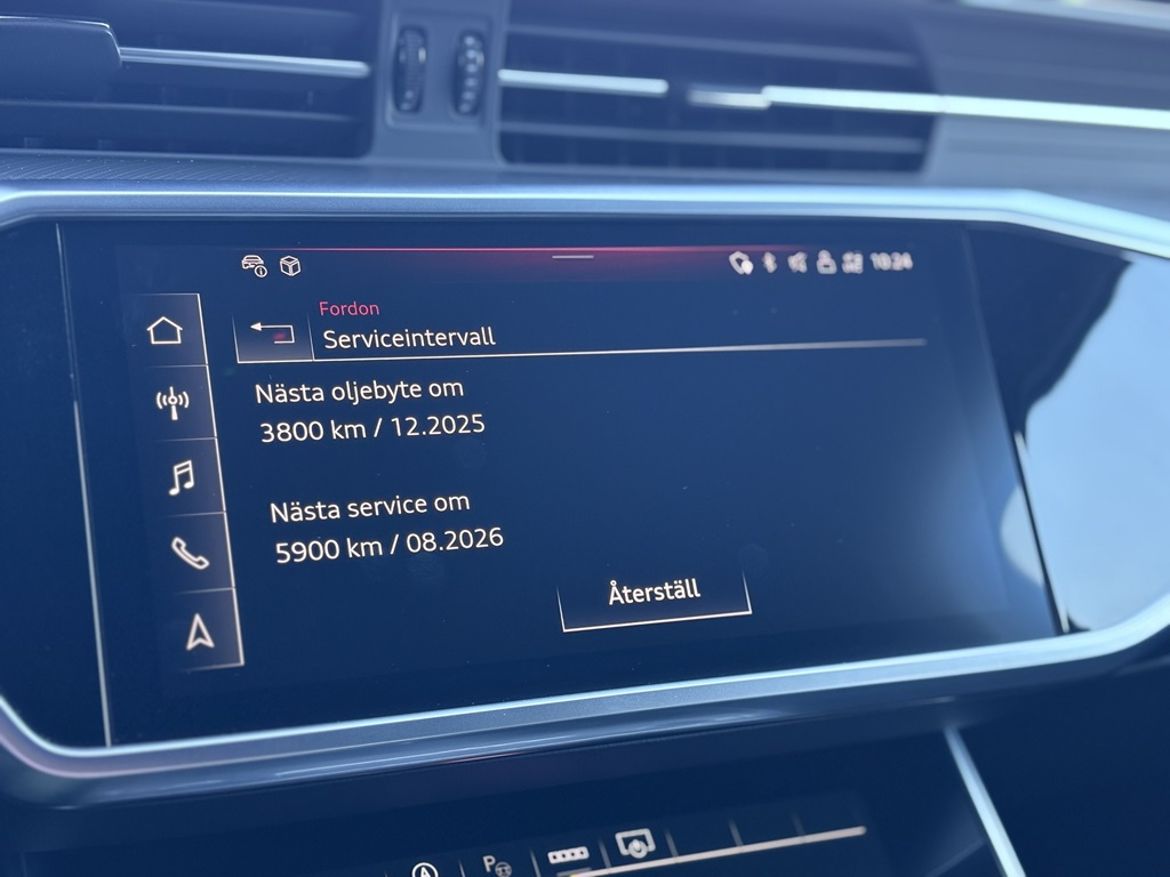 10:24
Fordon
Serviceintervall
Nästa oljebyte om
3800 km / 12.2025
Nästa service om
5900 km / 08.2026
Återställ
P